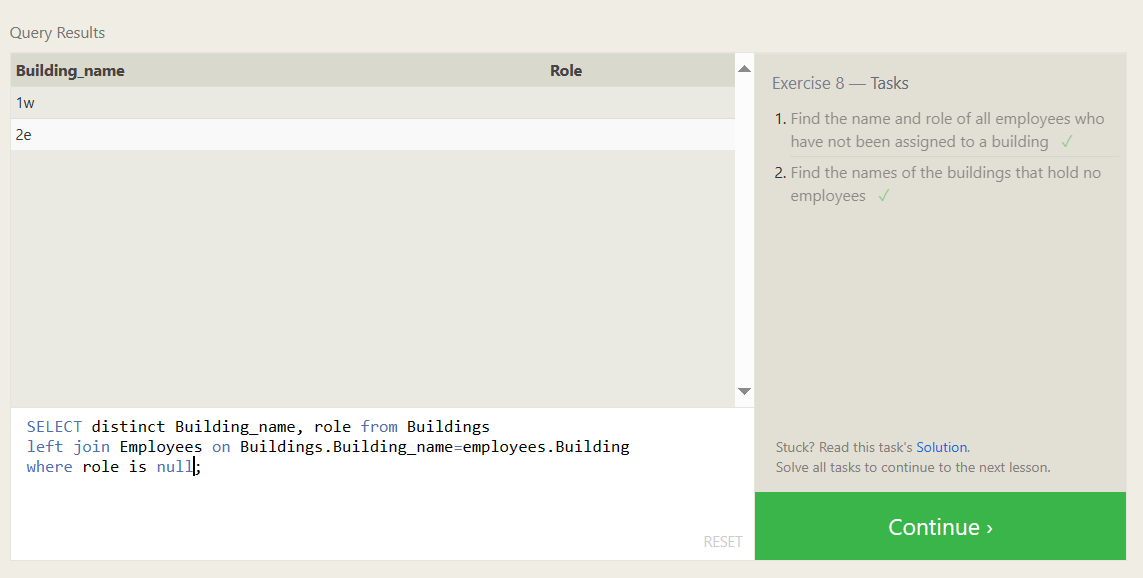 Query Results
Building_name Role
1w
2e
SELECT distinct Building_name, role from Buildings
left join Employees on Buildings.Building_name=employees.Building
where role is null;
RESET
Exercise 8 — Tasks
1. Find the name and role of all employees who
have not been assigned to a building ✓
2. Find the names of the buildings that hold no
employees ✓
Stuck? Read this task's Solution.
Solve all tasks to continue to the next lesson.
Continue ›